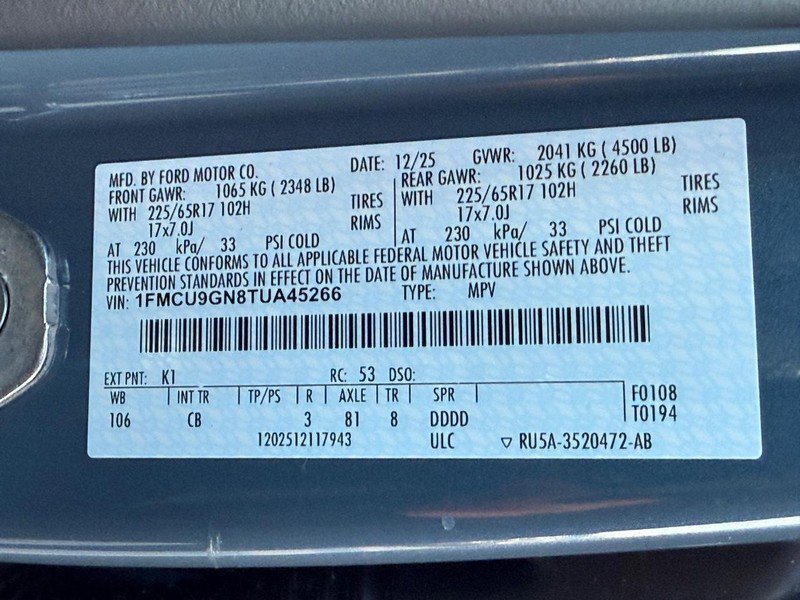 MFD. BY FORD MOTOR CO. DATE: 12/25 GVWR: 2041 KG ( 4500 LB)
FRONT GAWR: 1065 KG ( 2348 LB) REAR GAWR: 1025 KG ( 2260 LB)
WITH 225/65R17 102H TIRES WITH 225/65R17 102H TIRES
17x7.0J RIMS 17x7.0J RIMS
AT 230 kPa/ 33 PSI COLD AT 230 kPa/ 33 PSI COLD
THIS VEHICLE CONFORMS TO ALL APPLICABLE FEDERAL MOTOR VEHICLE SAFETY AND THEFT
PREVENTION STANDARDS IN EFFECT ON THE DATE OF MANUFACTURE SHOWN ABOVE.
VIN: 1FMCU9GN8TUA45266 TYPE: MPV
EXT PNT: K1 RC: 53 DSO:
WB INT TR TP/PS R AXLE TR SPR F0108
106 CB 3 81 8 DDDD T0194
1202512117943 ULC ▽ RU5A-3520472-AB